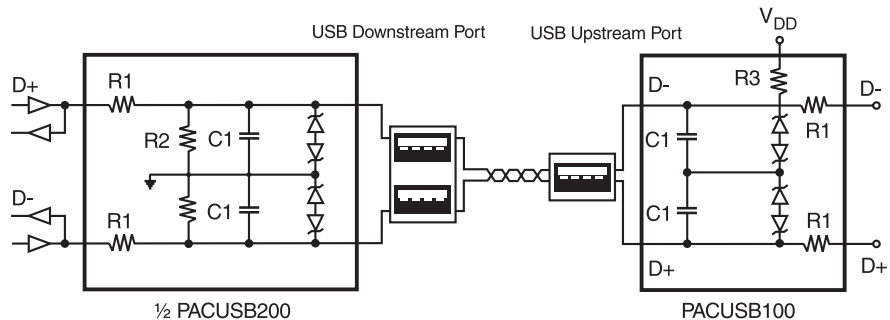 USB Downstream Port
USB Upstream Port
V_DD
D+
R1
R2
C1
D-
R1
C1
½ PACUSB200
D-
R3
D-
R1
C1
C1
R1
D+
D+
PACUSB100